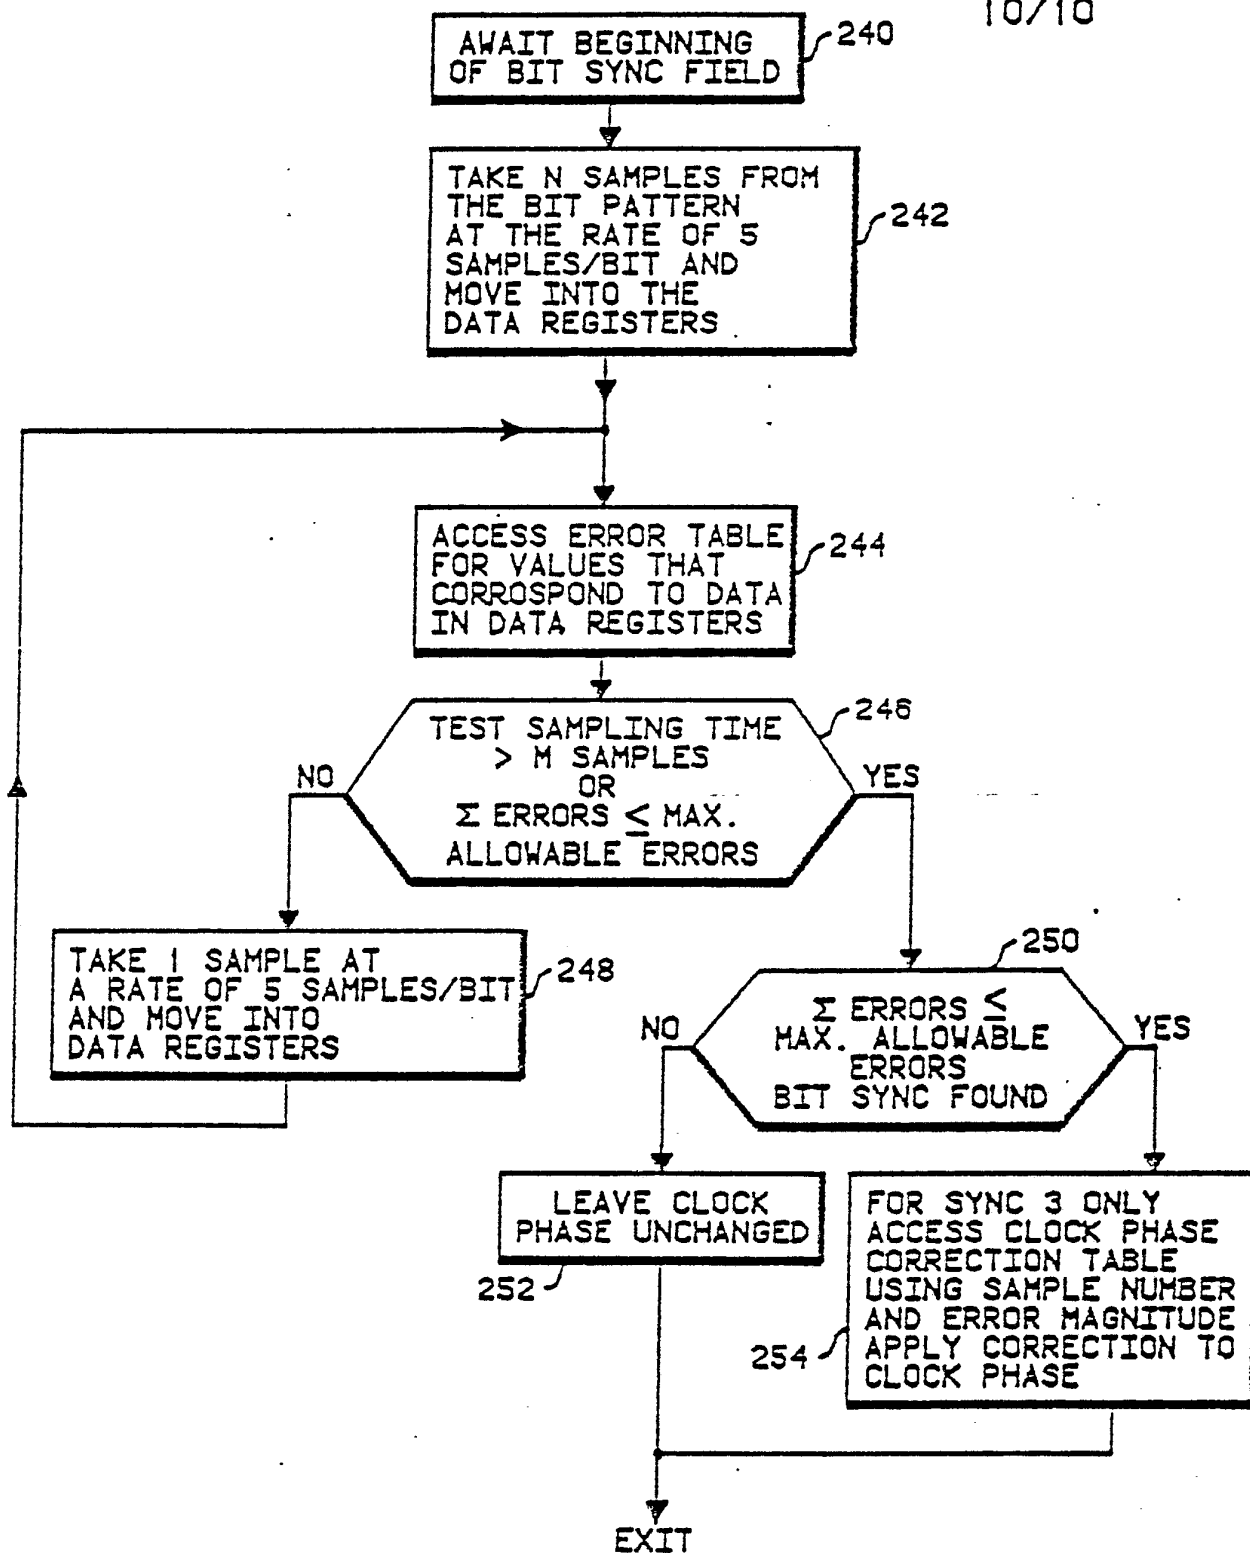 10/10
AWAIT BEGINNING
OF BIT SYNC FIELD
240
TAKE N SAMPLES FROM
THE BIT PATTERN
AT THE RATE OF 5
SAMPLES/BIT AND
MOVE INTO THE
DATA REGISTERS
242
ACCESS ERROR TABLE
FOR VALUES THAT
CORROSPOND TO DATA
IN DATA REGISTERS
244
TEST SAMPLING TIME
> M SAMPLES
OR
Σ ERRORS ≤ MAX.
ALLOWABLE ERRORS
246
NO
YES
TAKE 1 SAMPLE AT
A RATE OF 5 SAMPLES/BIT
AND MOVE INTO
DATA REGISTERS
248
Σ ERRORS ≤
MAX. ALLOWABLE
ERRORS
BIT SYNC FOUND
250
NO
YES
LEAVE CLOCK
PHASE UNCHANGED
252
FOR SYNC 3 ONLY
ACCESS CLOCK PHASE
CORRECTION TABLE
USING SAMPLE NUMBER
AND ERROR MAGNITUDE
APPLY CORRECTION TO
CLOCK PHASE
254
EXIT